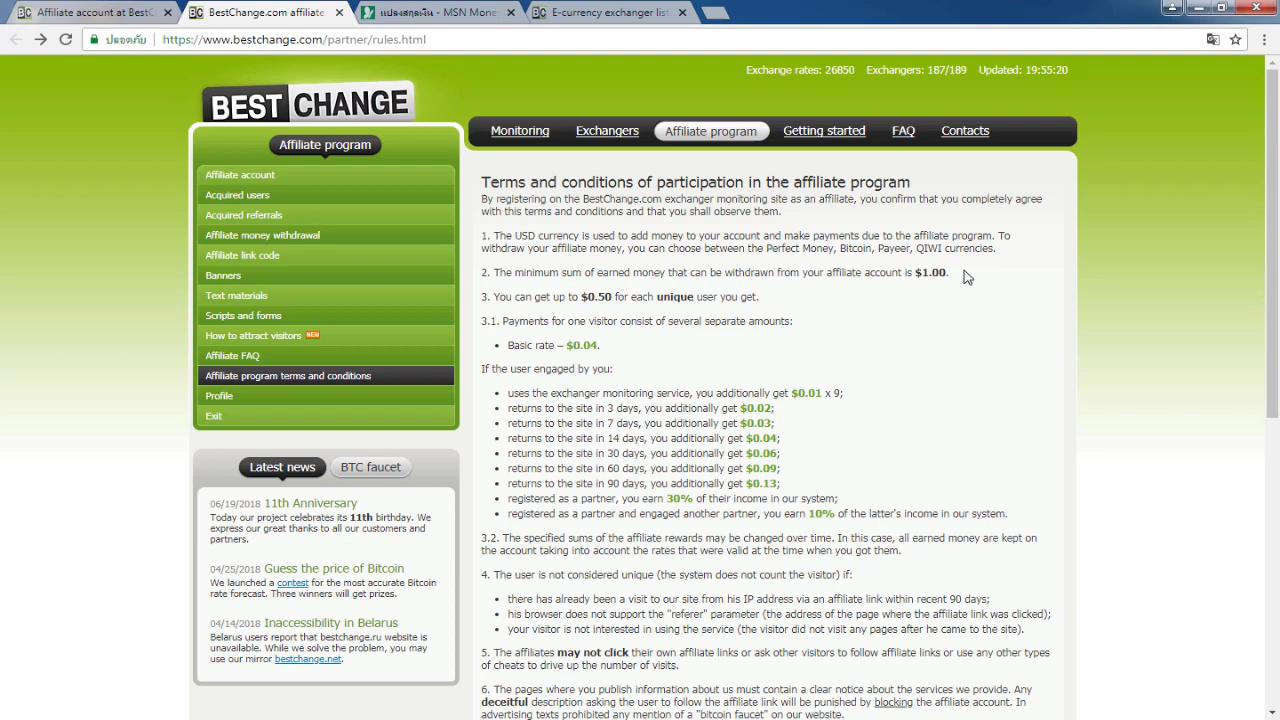 Affiliate account at BestC
BestChange.com affiliate
แปลงสกุลเงิน - MSN Mone
E-currency exchanger list
ปลอดภัย
https://www.bestchange.com/partner/rules.html
Exchange rates: 26850 Exchangers: 187/189 Updated: 19:55:20
BESTCHANGE
Monitoring Exchangers Affiliate program Getting started FAQ Contacts
Affiliate program
Affiliate account
Acquired users
Acquired referrals
Affiliate money withdrawal
Affiliate link code
Banners
Text materials
Scripts and forms
How to attract visitors NEW
Affiliate FAQ
Affiliate program terms and conditions
Profile
Exit
Latest news BTC faucet
06/19/2018 11th Anniversary
Today our project celebrates its 11th birthday. We
express our great thanks to all our customers and
partners.
04/25/2018 Guess the price of Bitcoin
We launched a contest for the most accurate Bitcoin
rate forecast. Three winners will get prizes.
04/14/2018 Inaccessibility in Belarus
Belarus users report that bestchange.ru website is
unavailable. While we solve the problem, you may
use our mirror bestchange.net.
Terms and conditions of participation in the affiliate program
By registering on the BestChange.com exchanger monitoring site as an affiliate, you confirm that you completely agree
with this terms and conditions and that you shall observe them.
1. The USD currency is used to add money to your account and make payments due to the affiliate program. To
withdraw your affiliate money, you can choose between the Perfect Money, Bitcoin, Payeer, QIWI currencies.
2. The minimum sum of earned money that can be withdrawn from your affiliate account is $1.00.
3. You can get up to $0.50 for each unique user you get.
3.1. Payments for one visitor consist of several separate amounts:
• Basic rate – $0.04.
If the user engaged by you:
• uses the exchanger monitoring service, you additionally get $0.01 x 9;
• returns to the site in 3 days, you additionally get $0.02;
• returns to the site in 7 days, you additionally get $0.03;
• returns to the site in 14 days, you additionally get $0.04;
• returns to the site in 30 days, you additionally get $0.06;
• returns to the site in 60 days, you additionally get $0.09;
• returns to the site in 90 days, you additionally get $0.13;
• registered as a partner, you earn 30% of their income in our system;
• registered as a partner and engaged another partner, you earn 10% of the latter's income in our system.
3.2. The specified sums of the affiliate rewards may be changed over time. In this case, all earned money are kept on
the account taking into account the rates that were valid at the time when you got them.
4. The user is not considered unique (the system does not count the visitor) if:
• there has already been a visit to our site from his IP address via an affiliate link within recent 90 days;
• his browser does not support the "referer" parameter (the address of the page where the affiliate link was clicked);
• your visitor is not interested in using the service (the visitor did not visit any pages after he came to the site).
5. The affiliates may not click their own affiliate links or ask other visitors to follow affiliate links or use any other types
of cheats to drive up the number of visits.
6. The pages where you publish information about us must contain a clear notice about the services we provide. Any
deceitful description asking the user to follow the affiliate link will be punished by blocking the affiliate account. In
advertising texts prohibited any mention of a "bitcoin faucet" on our website.